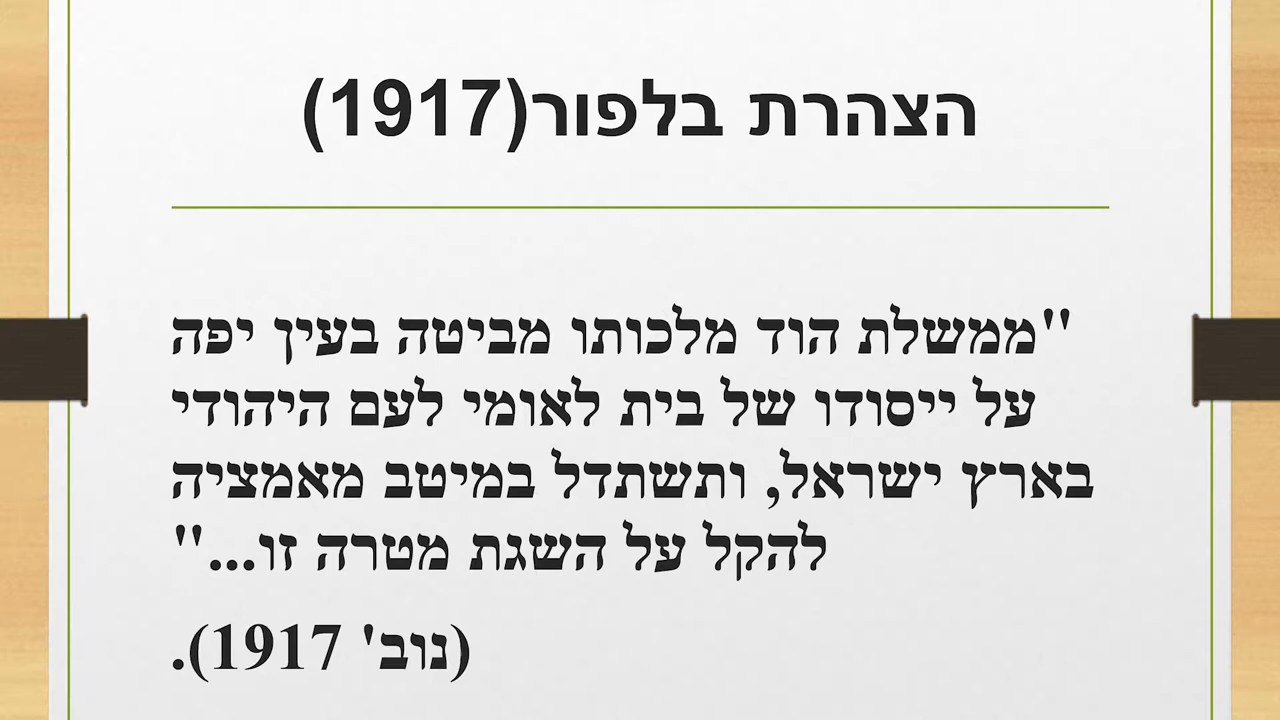 הצהרת בלפור(1917)
"ממשלת הוד מלכותו מביטה בעין יפה
על ייסודו של בית לאומי לעם היהודי
בארץ ישראל, ותשתדל במיטב מאמציה
להקל על השגת מטרה זו..."
(נוב' 1917).